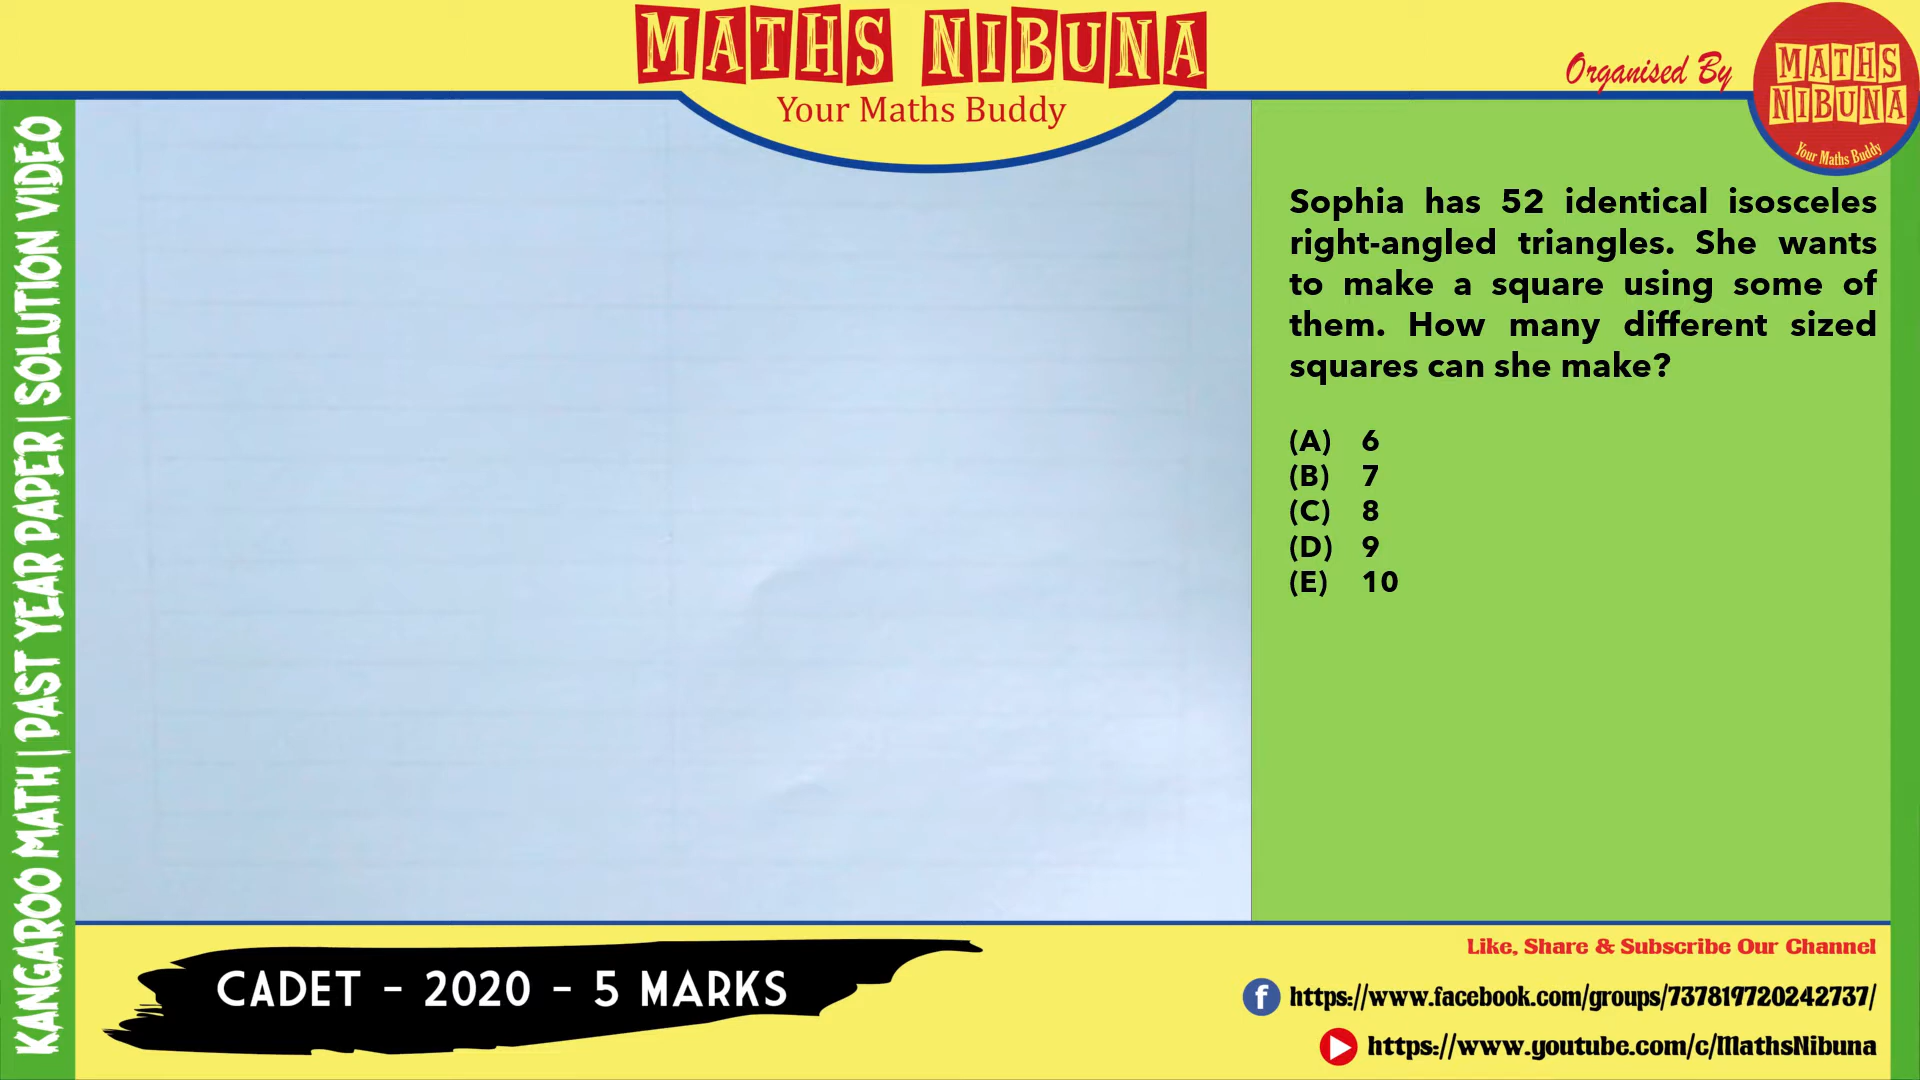 MATHS NIBUNA
Your Maths Buddy
Organised By
MATHS
NIBUNA
Your Maths Buddy
KANGAROO MATH | PAST YEAR PAPER | SOLUTION VIDEO
Sophia has 52 identical isosceles
right-angled triangles. She wants
to make a square using some of
them. How many different sized
squares can she make?
(A) 6
(B) 7
(C) 8
(D) 9
(E) 10
CADET - 2020 - 5 MARKS
Like, Share & Subscribe Our Channel
f https://www.facebook.com/groups/737819720242737/
https://www.youtube.com/c/MathsNibuna